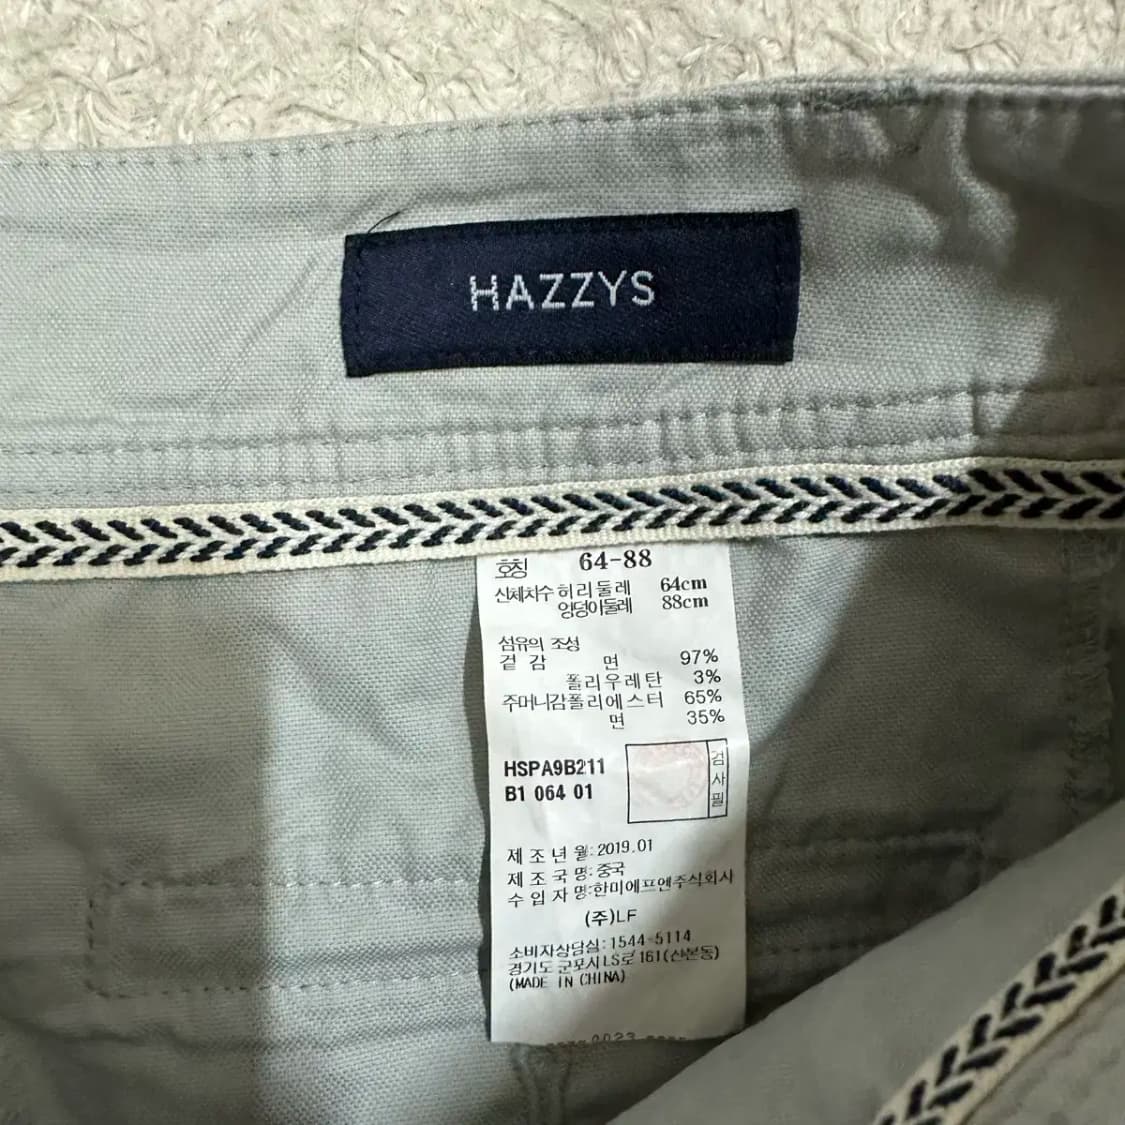 HAZZYS
호칭 64-88
신체치수 허리둘레 64cm
엉덩이둘레 88cm
섬유의 조성
겉감 면 97%
폴리우레탄 3%
주머니감폴리에스터 65%
면 35%
HSPA9B211
B1 064 01
검사필
제조년월:2019.01
제조국명:중국
수입자명:한미에프엔주식회사
(주)LF
소비자상담실:1544-5114
경기도 군포시LS로 161(산본동)
(MADE IN CHINA)